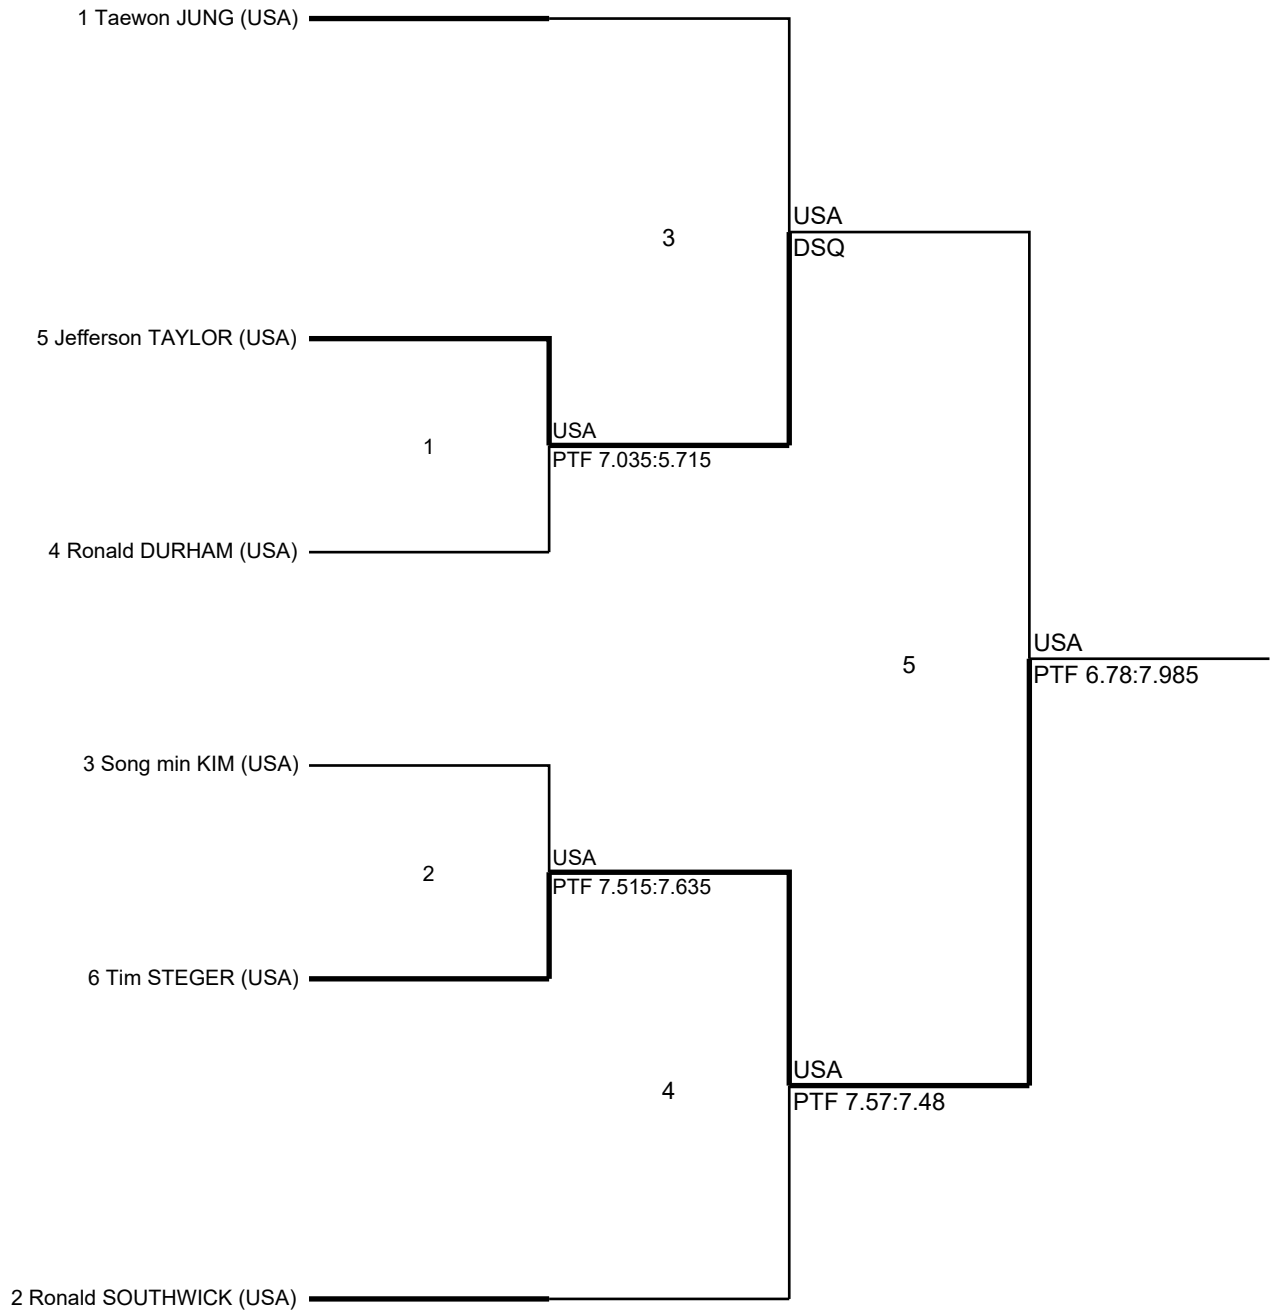 1 Taewon JUNG (USA)
USA
3
DSQ
5 Jefferson TAYLOR (USA)
USA
1
PTF 7.035:5.715
4 Ronald DURHAM (USA)
USA
5
PTF 6.78:7.985
3 Song min KIM (USA)
USA
2
PTF 7.515:7.635
6 Tim STEGER (USA)
USA
4
PTF 7.57:7.48
2 Ronald SOUTHWICK (USA)